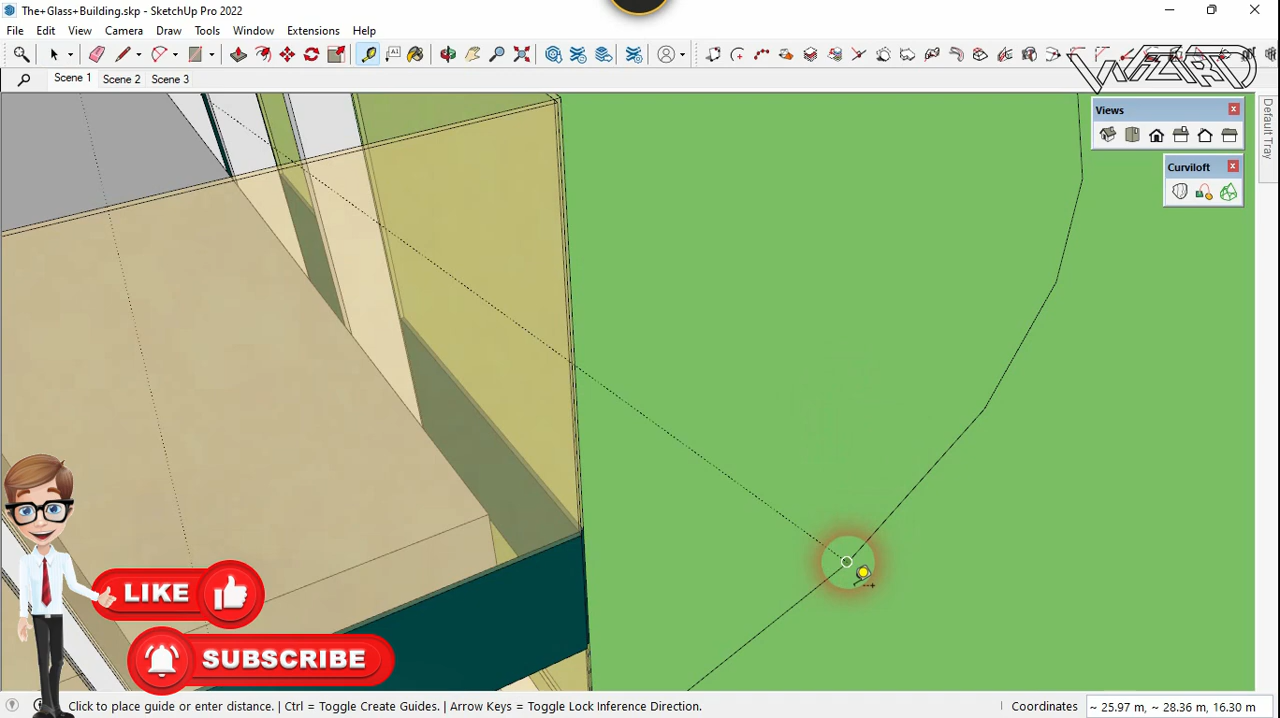 The+Glass+Building.skp - SketchUp Pro 2022
File Edit View Camera Draw Tools Window Extensions Help
WIZARD
Scene 1 Scene 2 Scene 3
Views
Default Tray
Curviloft
LIKE
SUBSCRIBE
Click to place guide or enter distance. | Ctrl = Toggle Create Guides. | Arrow Keys = Toggle Lock Inference Direction.
Coordinates ~ 25.97 m, ~ 28.36 m, 16.30 m